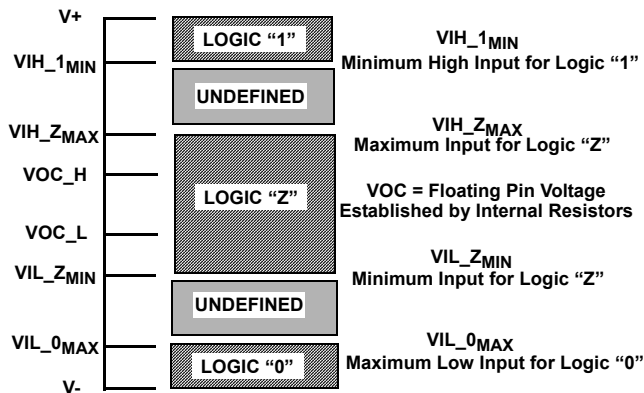 V+
LOGIC “1”
VIH_1MIN
VIH_1MIN
Minimum High Input for Logic “1”
UNDEFINED
VIH_ZMAX
VIH_ZMAX
Maximum Input for Logic “Z”
VOC_H
LOGIC “Z”
VOC = Floating Pin Voltage
Established by Internal Resistors
VOC_L
VIL_ZMIN
VIL_ZMIN
Minimum Input for Logic “Z”
UNDEFINED
VIL_0MAX
VIL_0MAX
Maximum Low Input for Logic “0”
LOGIC “0”
V-